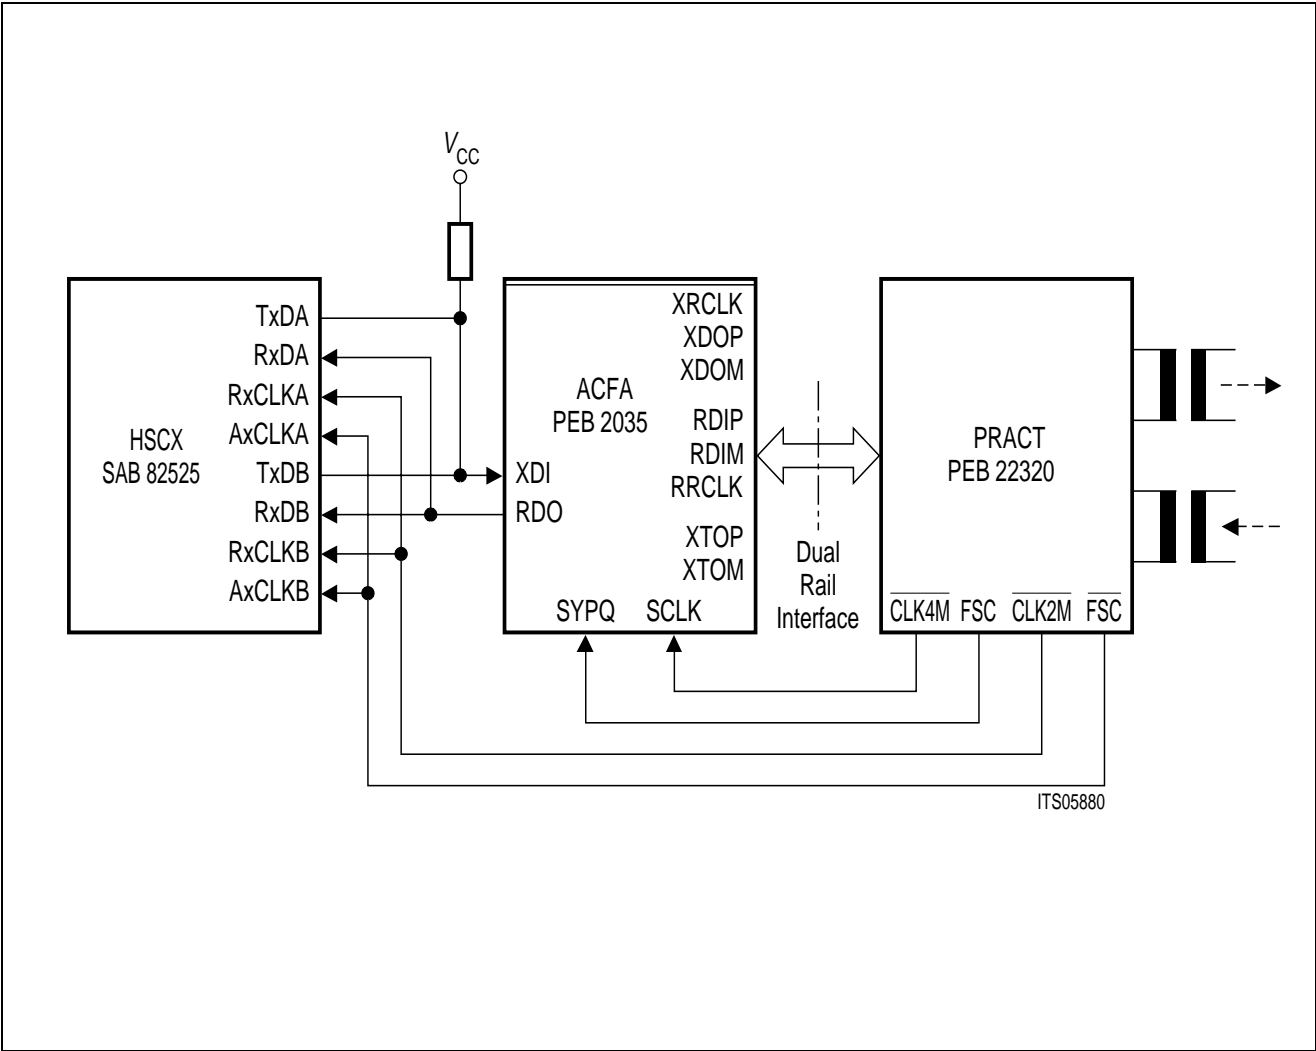 VCC
HSCX
SAB 82525
TxDA
RxDA
RxCLKA
AxCLKA
TxDB
RxDB
RxCLKB
AxCLKB
ACFA
PEB 2035
XDI
RDO
XRCLK
XDOP
XDOM
RDIP
RDIM
RRCLK
XTOP
XTOM
SYPQ SCLK
Dual
Rail
Interface
PRACT
PEB 22320
CLK4M FSC CLK2M FSC
ITS05880